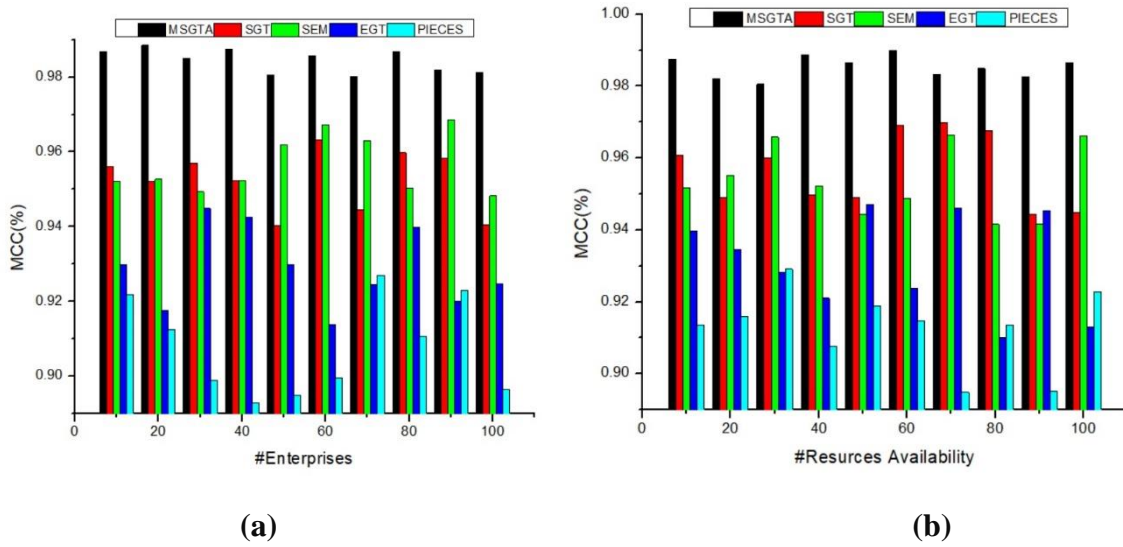 MSGTA SGT SEM EGT PIECES
0.98
0.96
0.94
0.92
0.90
MCC(%)
0 20 40 60 80 100
#Enterprises
(a)
1.00
MSGTA SGT SEM EGT PIECES
0.98
0.96
0.94
0.92
0.90
MCC(%)
0 20 40 60 80 100
#Resurces Availability
(b)